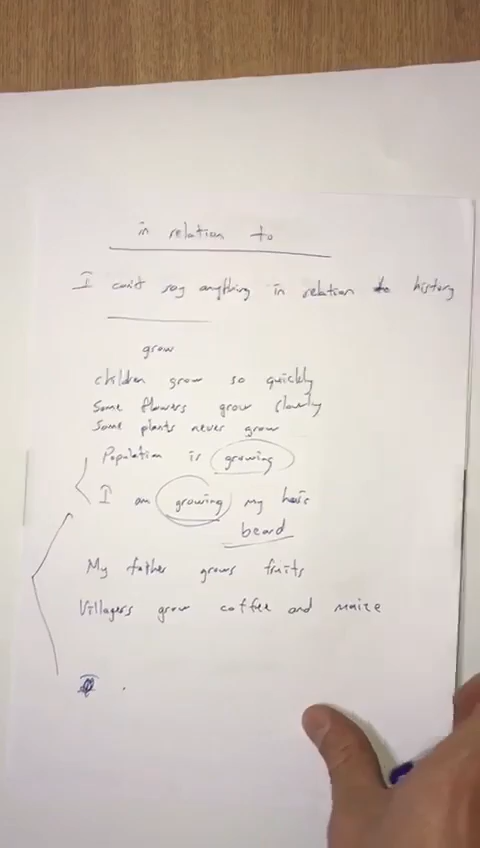 in relation to
I can't say anything in relation to history
grow
children grow so quickly
Some flowers grow slowly
Some plants never grow
Population is growing
I am growing my hair
beard
My father grows fruits
Villagers grow coffee and maize